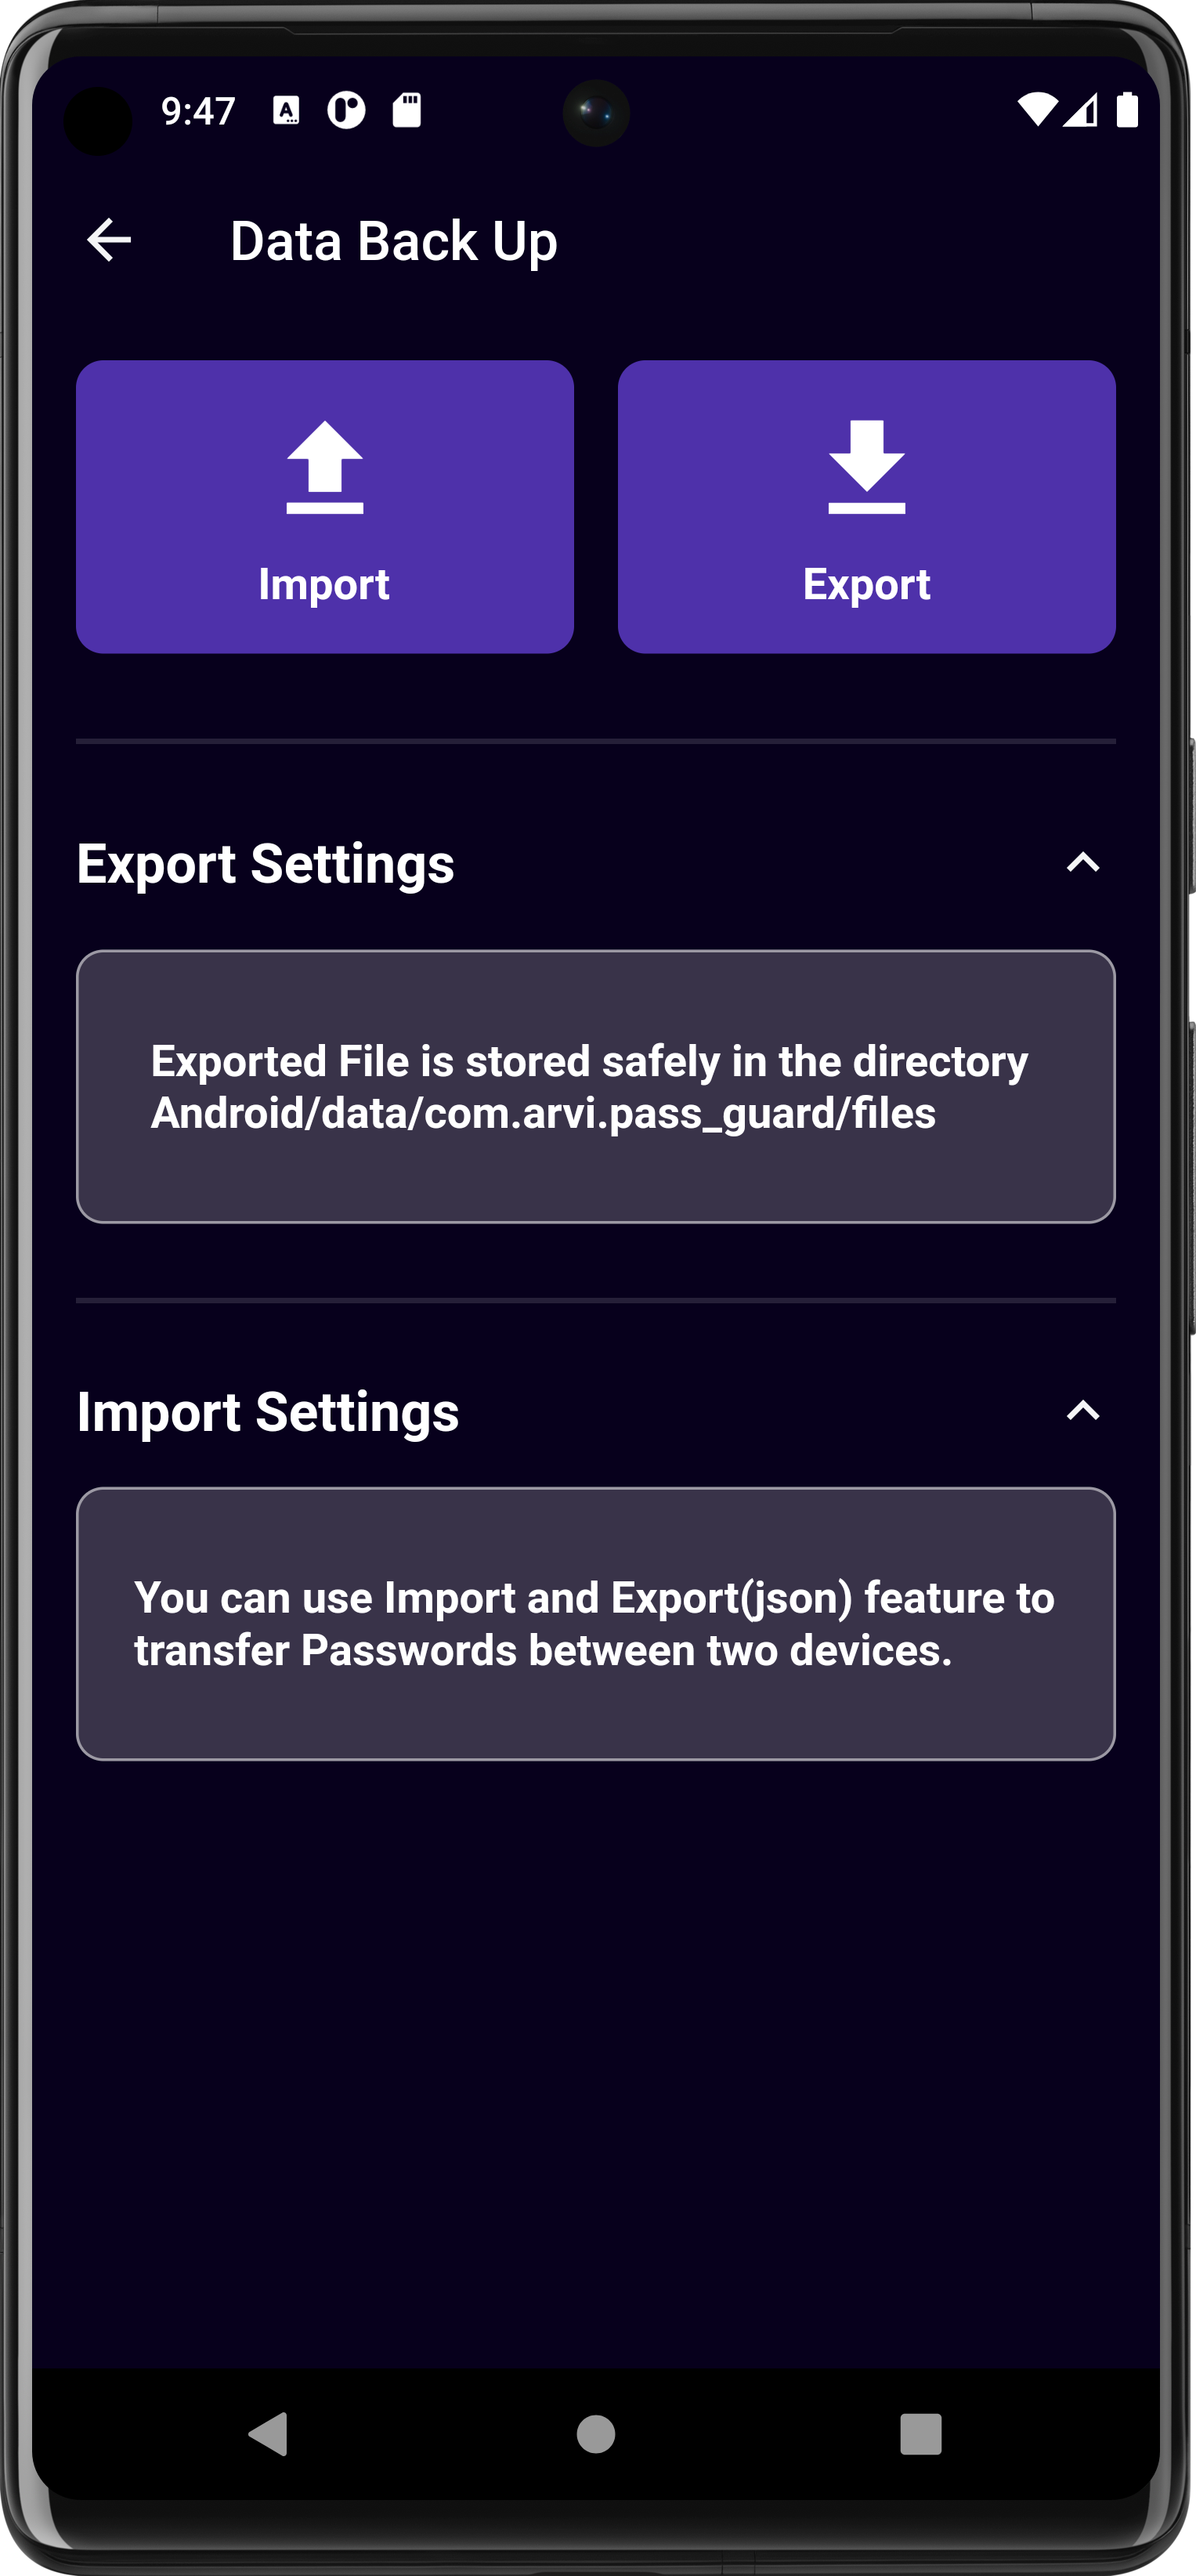 9:47
Data Back Up
Import
Export
Export Settings
Exported File is stored safely in the directory
Android/data/com.arvi.pass_guard/files
Import Settings
You can use Import and Export(json) feature to
transfer Passwords between two devices.